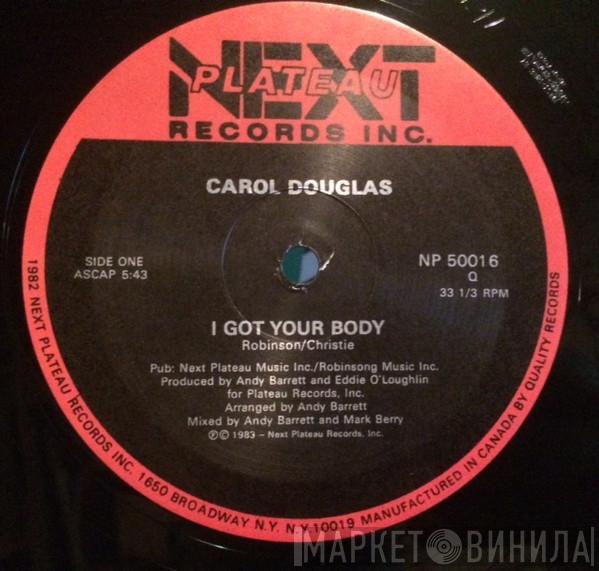 NEXT
PLATEAU
RECORDS INC.
CAROL DOUGLAS
SIDE ONE
ASCAP 5:43
NP 50016
Q
33 1/3 RPM
I GOT YOUR BODY
Robinson/Christie
Pub: Next Plateau Music Inc./Robinsong Music Inc.
Produced by Andy Barrett and Eddie O'Loughlin
for Plateau Records, Inc.
Arranged by Andy Barrett
Mixed by Andy Barrett and Mark Berry
℗© 1983 – Next Plateau Records, Inc.
1982 NEXT PLATEAU RECORDS INC. 1650 BROADWAY N.Y. N.Y. 10019 MANUFACTURED IN CANADA BY QUALITY RECORDS
МАРКЕТ ВИНИЛА